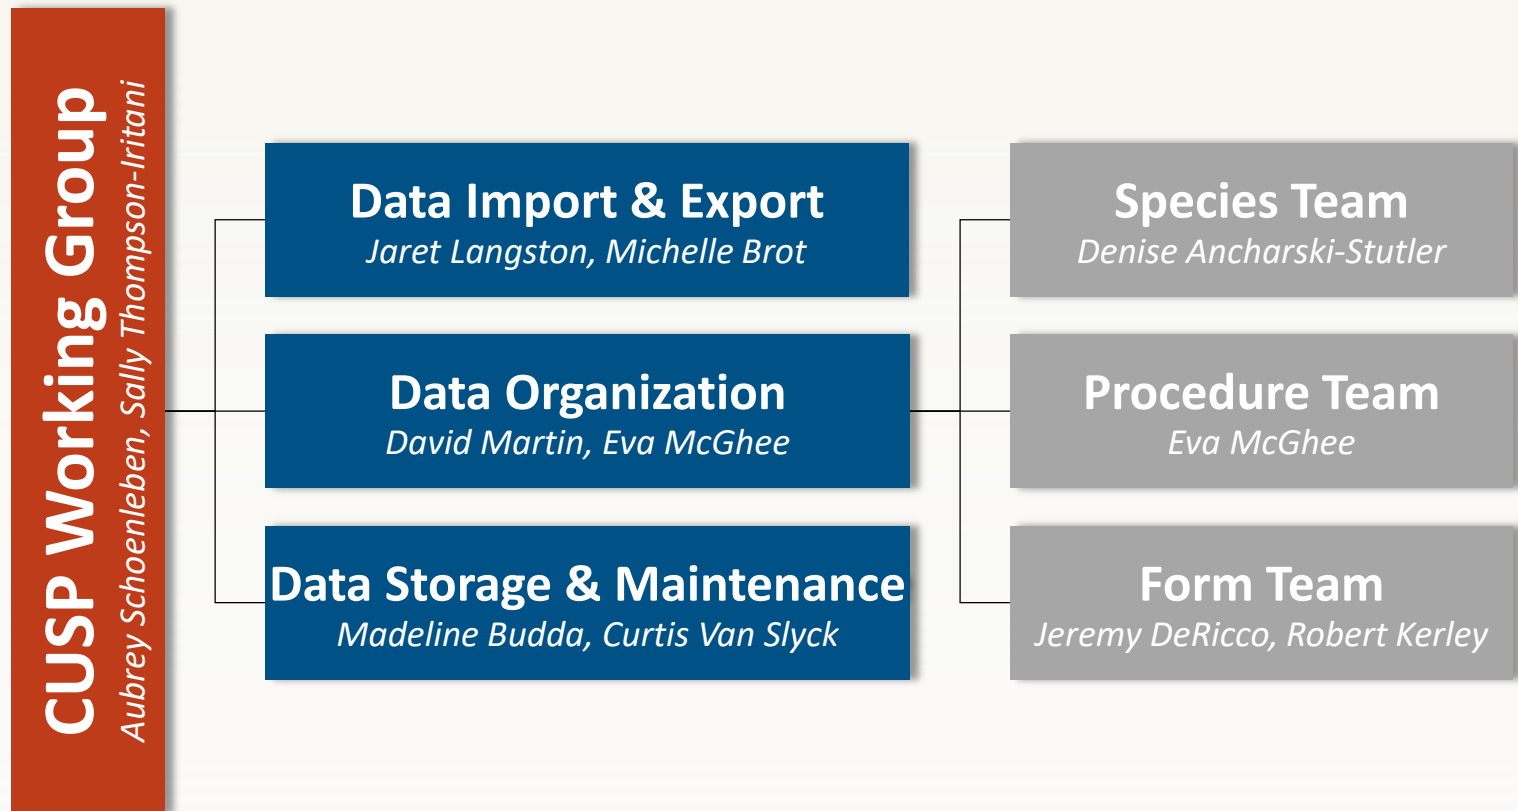 CUSP Working Group
Aubrey Schoenleben, Sally Thompson-Iritani
Data Import & Export
Jaret Langston, Michelle Brot
Data Organization
David Martin, Eva McGhee
Data Storage & Maintenance
Madeline Budda, Curtis Van Slyck
Species Team
Denise Ancharski-Stutler
Procedure Team
Eva McGhee
Form Team
Jeremy DeRicco, Robert Kerley